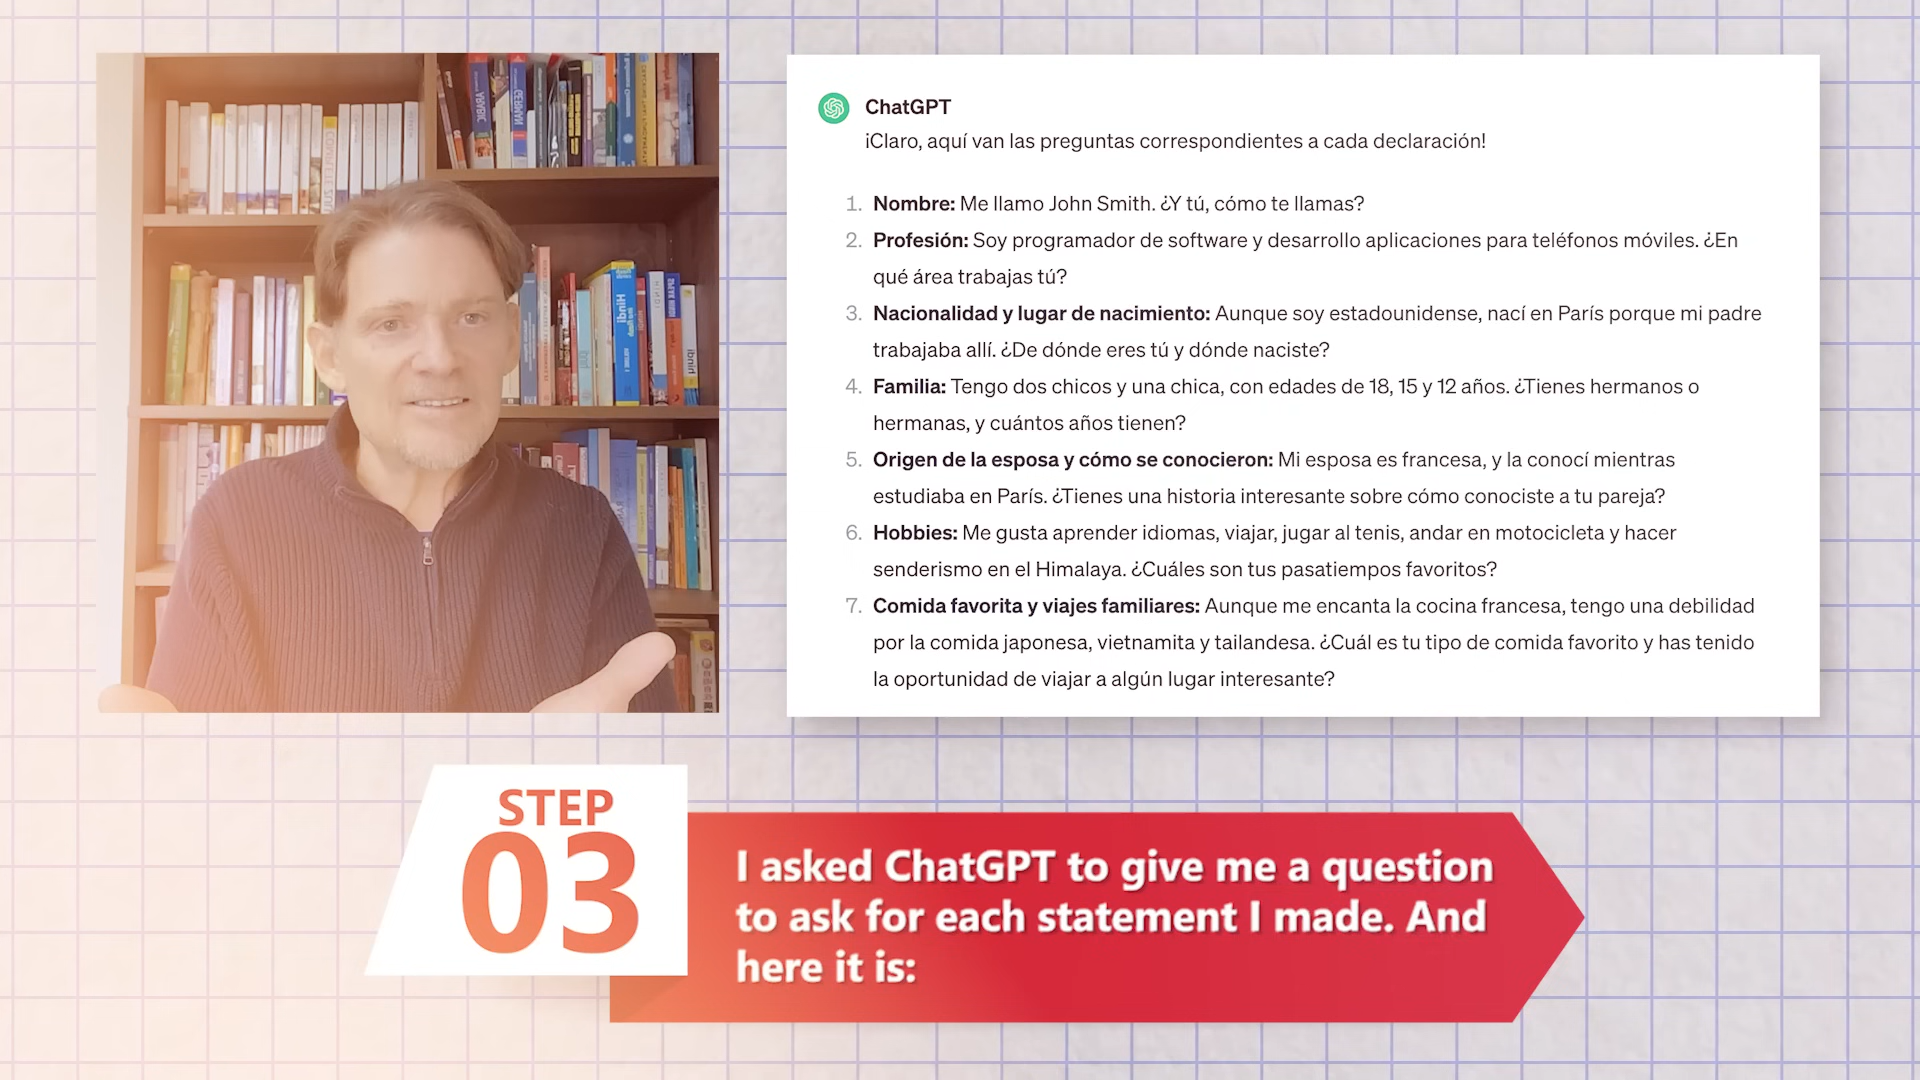 ARABIC
GERMAN
COMPLETE ZULU
Hindi
HINDI
ChatGPT
¡Claro, aquí van las preguntas correspondientes a cada declaración!
1. Nombre: Me llamo John Smith. ¿Y tú, cómo te llamas?
2. Profesión: Soy programador de software y desarrollo aplicaciones para teléfonos móviles. ¿En
qué área trabajas tú?
3. Nacionalidad y lugar de nacimiento: Aunque soy estadounidense, nací en París porque mi padre
trabajaba allí. ¿De dónde eres tú y dónde naciste?
4. Familia: Tengo dos chicos y una chica, con edades de 18, 15 y 12 años. ¿Tienes hermanos o
hermanas, y cuántos años tienen?
5. Origen de la esposa y cómo se conocieron: Mi esposa es francesa, y la conocí mientras
estudiaba en París. ¿Tienes una historia interesante sobre cómo conociste a tu pareja?
6. Hobbies: Me gusta aprender idiomas, viajar, jugar al tenis, andar en motocicleta y hacer
senderismo en el Himalaya. ¿Cuáles son tus pasatiempos favoritos?
7. Comida favorita y viajes familiares: Aunque me encanta la cocina francesa, tengo una debilidad
por la comida japonesa, vietnamita y tailandesa. ¿Cuál es tu tipo de comida favorito y has tenido
la oportunidad de viajar a algún lugar interesante?
STEP
03
I asked ChatGPT to give me a question
to ask for each statement I made. And
here it is: